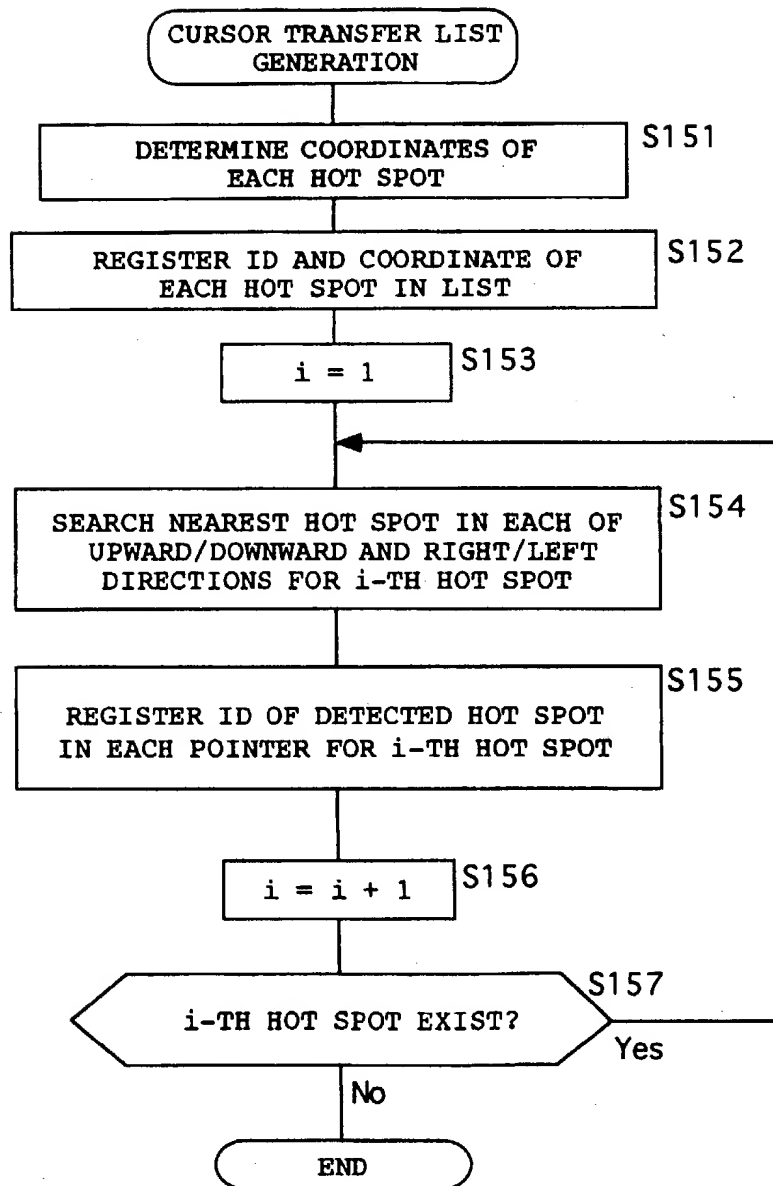 CURSOR TRANSFER LIST
GENERATION
S151
DETERMINE COORDINATES OF
EACH HOT SPOT
S152
REGISTER ID AND COORDINATE OF
EACH HOT SPOT IN LIST
S153
i = 1
S154
SEARCH NEAREST HOT SPOT IN EACH OF
UPWARD/DOWNWARD AND RIGHT/LEFT
DIRECTIONS FOR i-TH HOT SPOT
S155
REGISTER ID OF DETECTED HOT SPOT
IN EACH POINTER FOR i-TH HOT SPOT
S156
i = i + 1
S157
i-TH HOT SPOT EXIST?
Yes
No
END